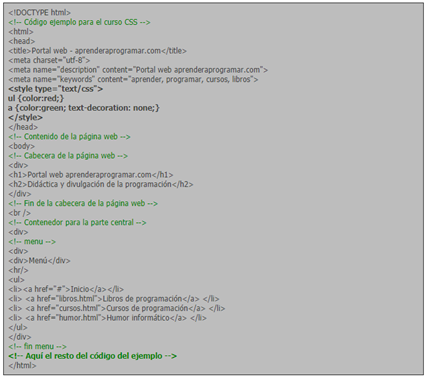 <!DOCTYPE html>
<!-- Código ejemplo para el curso CSS -->
<html>
<head>
<title>Portal web - aprenderaprogramar.com</title>
<meta charset="utf-8">
<meta name="description" content="Portal web aprenderaprogramar.com">
<meta name="keywords" content="aprender, programar, cursos, libros">
<style type="text/css">
ul {color:red;}
a {color:green; text-decoration: none;}
</style>
</head>
<!-- Contenido de la página web -->
<body>
<!-- Cabecera de la página web -->
<div>
<h1>Portal web aprenderaprogramar.com</h1>
<h2>Didáctica y divulgación de la programación</h2>
</div>
<!-- Fin de la cabecera de la página web -->
<br />
<!-- Contenedor para la parte central -->
<div>
<!-- menu -->
<div>
<div>Menú</div>
<hr/>
<ul>
<li><a href="#">Inicio</a></li>
<li> <a href="libros.html">Libros de programación</a> </li>
<li> <a href="cursos.html">Cursos de programación</a> </li>
<li> <a href="humor.html">Humor informático</a> </li>
</ul>
</div>
<!-- fin menu -->
<!-- Aquí el resto del código del ejemplo -->
</html>